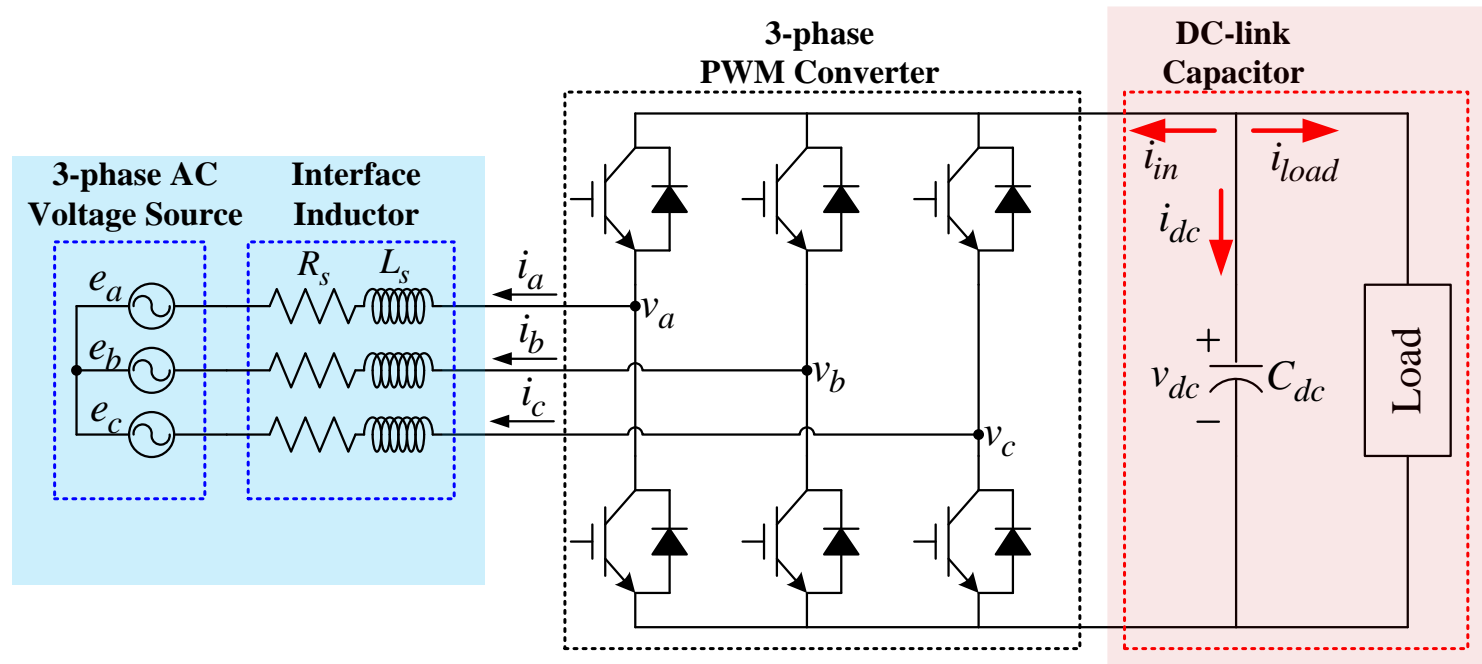 3-phase
PWM Converter
DC-link
Capacitor
3-phase AC
Voltage Source
Interface
Inductor
i_in
i_load
i_dc
R_s
L_s
e_a
i_a
v_a
e_b
i_b
v_b
e_c
i_c
v_c
+
v_dc
C_dc
−
Load